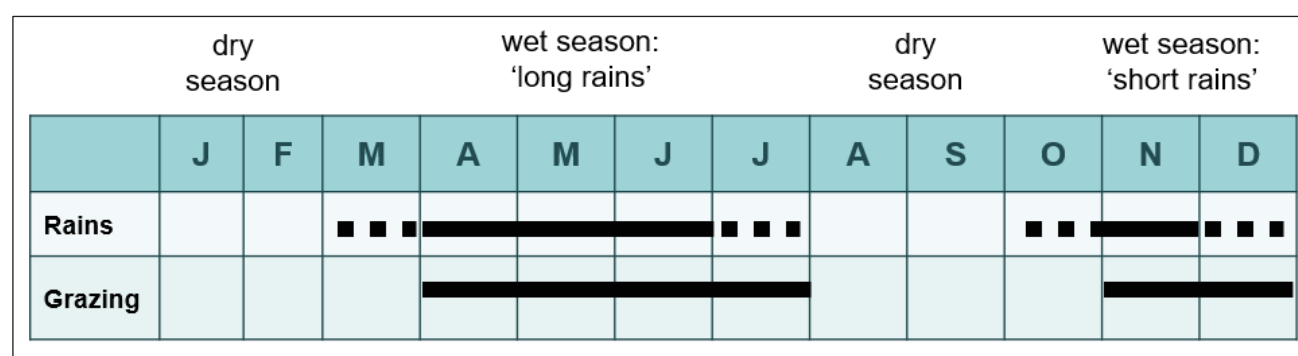 dry
season
wet season:
‘long rains’
dry
season
wet season:
‘short rains’
J F M A M J J A S O N D
Rains
Grazing